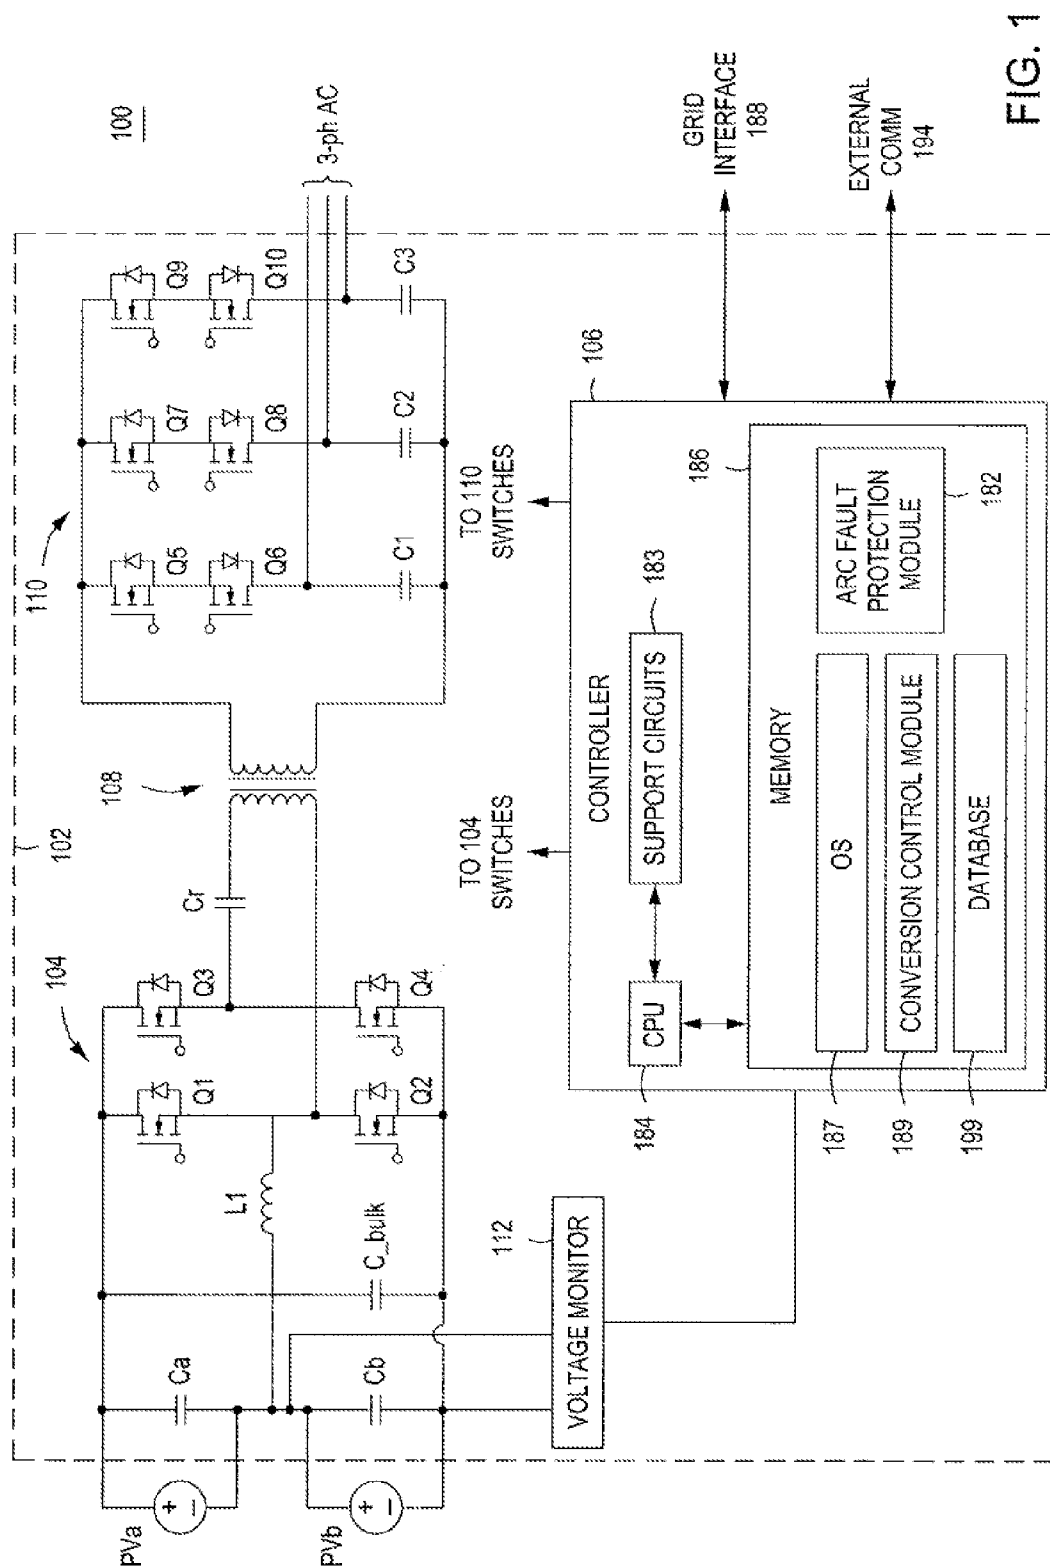 100
102
104
108
110
3-ph AC
PVa
PVb
Ca
Cb
C_bulk
L1
Q1
Q2
Q3
Q4
Cr
Q5
Q6
Q7
Q8
Q9
Q10
C1
C2
C3
112
VOLTAGE MONITOR
TO 104
SWITCHES
TO 110
SWITCHES
106
CONTROLLER
184
CPU
SUPPORT CIRCUITS
183
186
MEMORY
OS
CONVERSION CONTROL MODULE
DATABASE
187
189
199
ARC FAULT
PROTECTION
MODULE
182
GRID
INTERFACE
188
EXTERNAL
COMM
194
FIG. 1